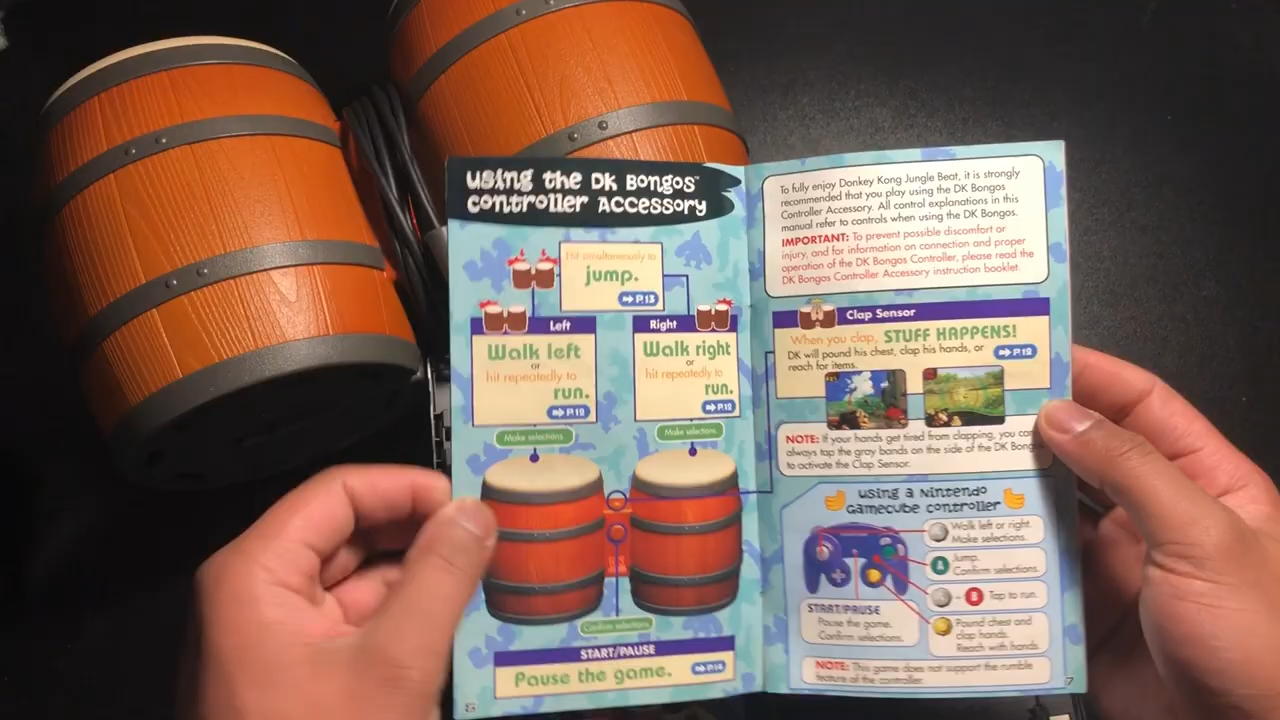 using the DK Bongos™
controller Accessory
Hit simultaneously to
jump.
P.13
Left
Walk left
or
hit repeatedly to
run.
P.12
Right
Walk right
or
hit repeatedly to
run.
P.12
Make selections.
Make selections.
Confirm selections.
START/PAUSE
Pause the game.
P.14
To fully enjoy Donkey Kong Jungle Beat, it is strongly
recommended that you play using the DK Bongos
Controller Accessory. All control explanations in this
manual refer to controls when using the DK Bongos.
IMPORTANT: To prevent possible discomfort or
injury, and for information on connection and proper
operation of the DK Bongos Controller, please read the
DK Bongos Controller Accessory instruction booklet.
Clap Sensor
When you clap, STUFF HAPPENS!
DK will pound his chest, clap his hands, or
reach for items.
P.12
NOTE: If your hands get tired from clapping, you can
always tap the gray bands on the side of the DK Bong
to activate the Clap Sensor.
using a Nintendo
Gamecube controller
Walk left or right.
Make selections.
A
Jump.
Confirm selections.
+ B Tap to run.
Pound chest and
clap hands.
Reach with hands.
START/PAUSE
Pause the game.
Confirm selections.
NOTE: This game does not support the rumble
feature of the controller.
7